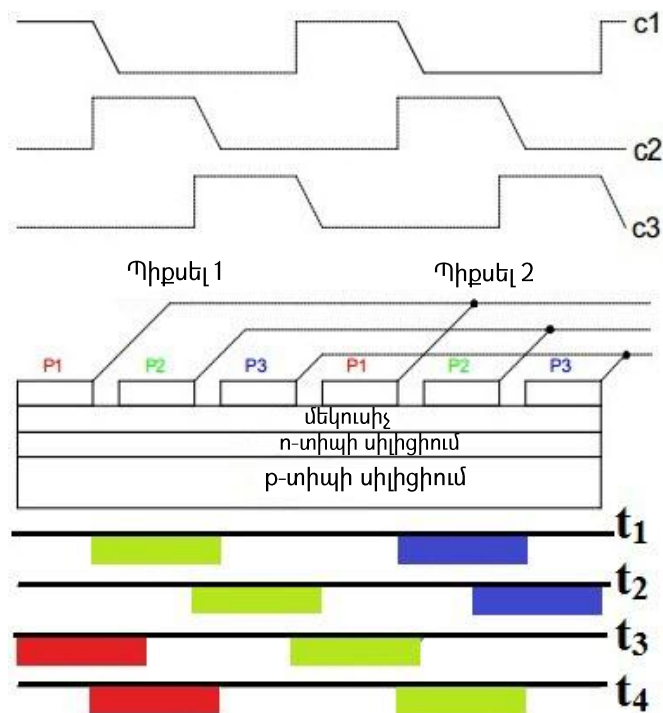 c1
c2
c3
Պիքսել 1 Պիքսել 2
P1 P2 P3 P1 P2 P3
մեկուսիչ
n-տիպի սիլիցիում
p-տիպի սիլիցիում
t1
t2
t3
t4